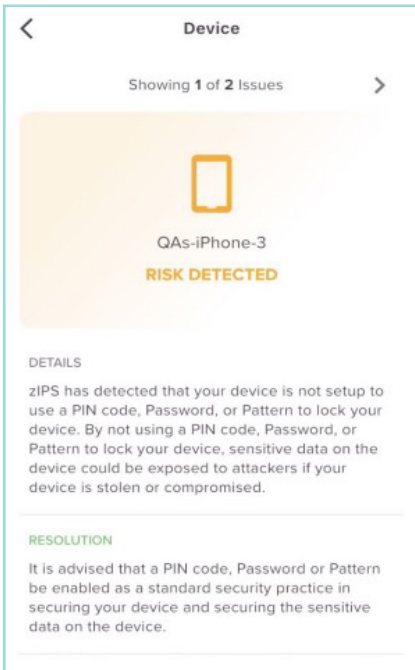 Device
Showing 1 of 2 Issues
QAs-iPhone-3
RISK DETECTED
DETAILS
zIPS has detected that your device is not setup to
use a PIN code, Password, or Pattern to lock your
device. By not using a PIN code, Password, or
Pattern to lock your device, sensitive data on the
device could be exposed to attackers if your
device is stolen or compromised.
RESOLUTION
It is advised that a PIN code, Password or Pattern
be enabled as a standard security practice in
securing your device and securing the sensitive
data on the device.